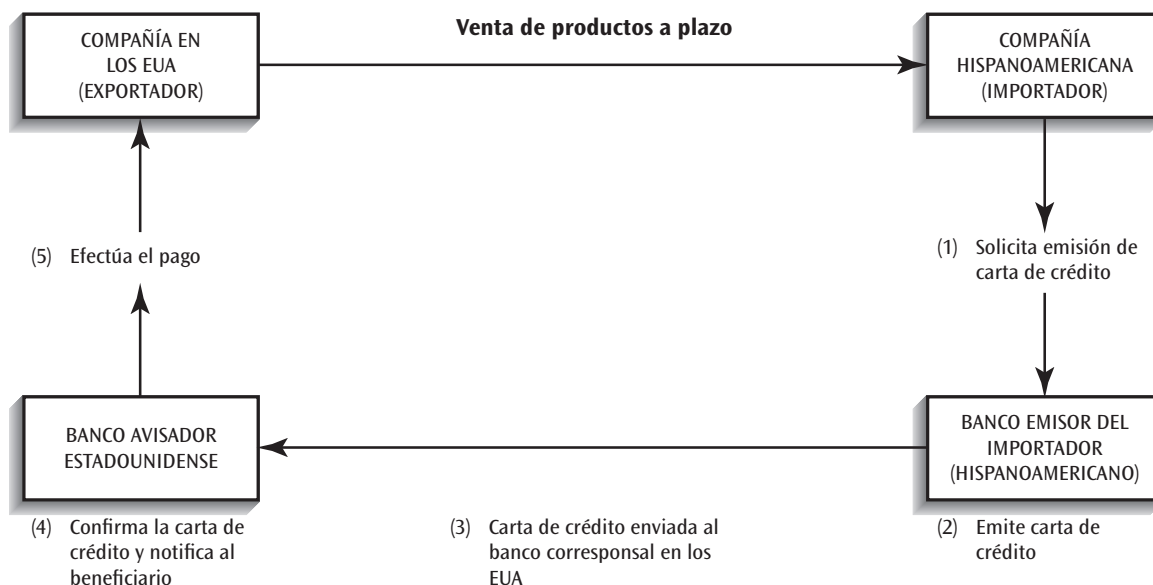 Venta de productos a plazo
COMPAÑÍA EN
LOS EUA
(EXPORTADOR)
COMPAÑÍA
HISPANOAMERICANA
(IMPORTADOR)
(5) Efectúa el pago
(1) Solicita emisión de
carta de crédito
BANCO AVISADOR
ESTADOUNIDENSE
BANCO EMISOR DEL
IMPORTADOR
(HISPANOAMERICANO)
(4) Confirma la carta de
crédito y notifica al
beneficiario
(3) Carta de crédito enviada al
banco corresponsal en los
EUA
(2) Emite carta de
crédito